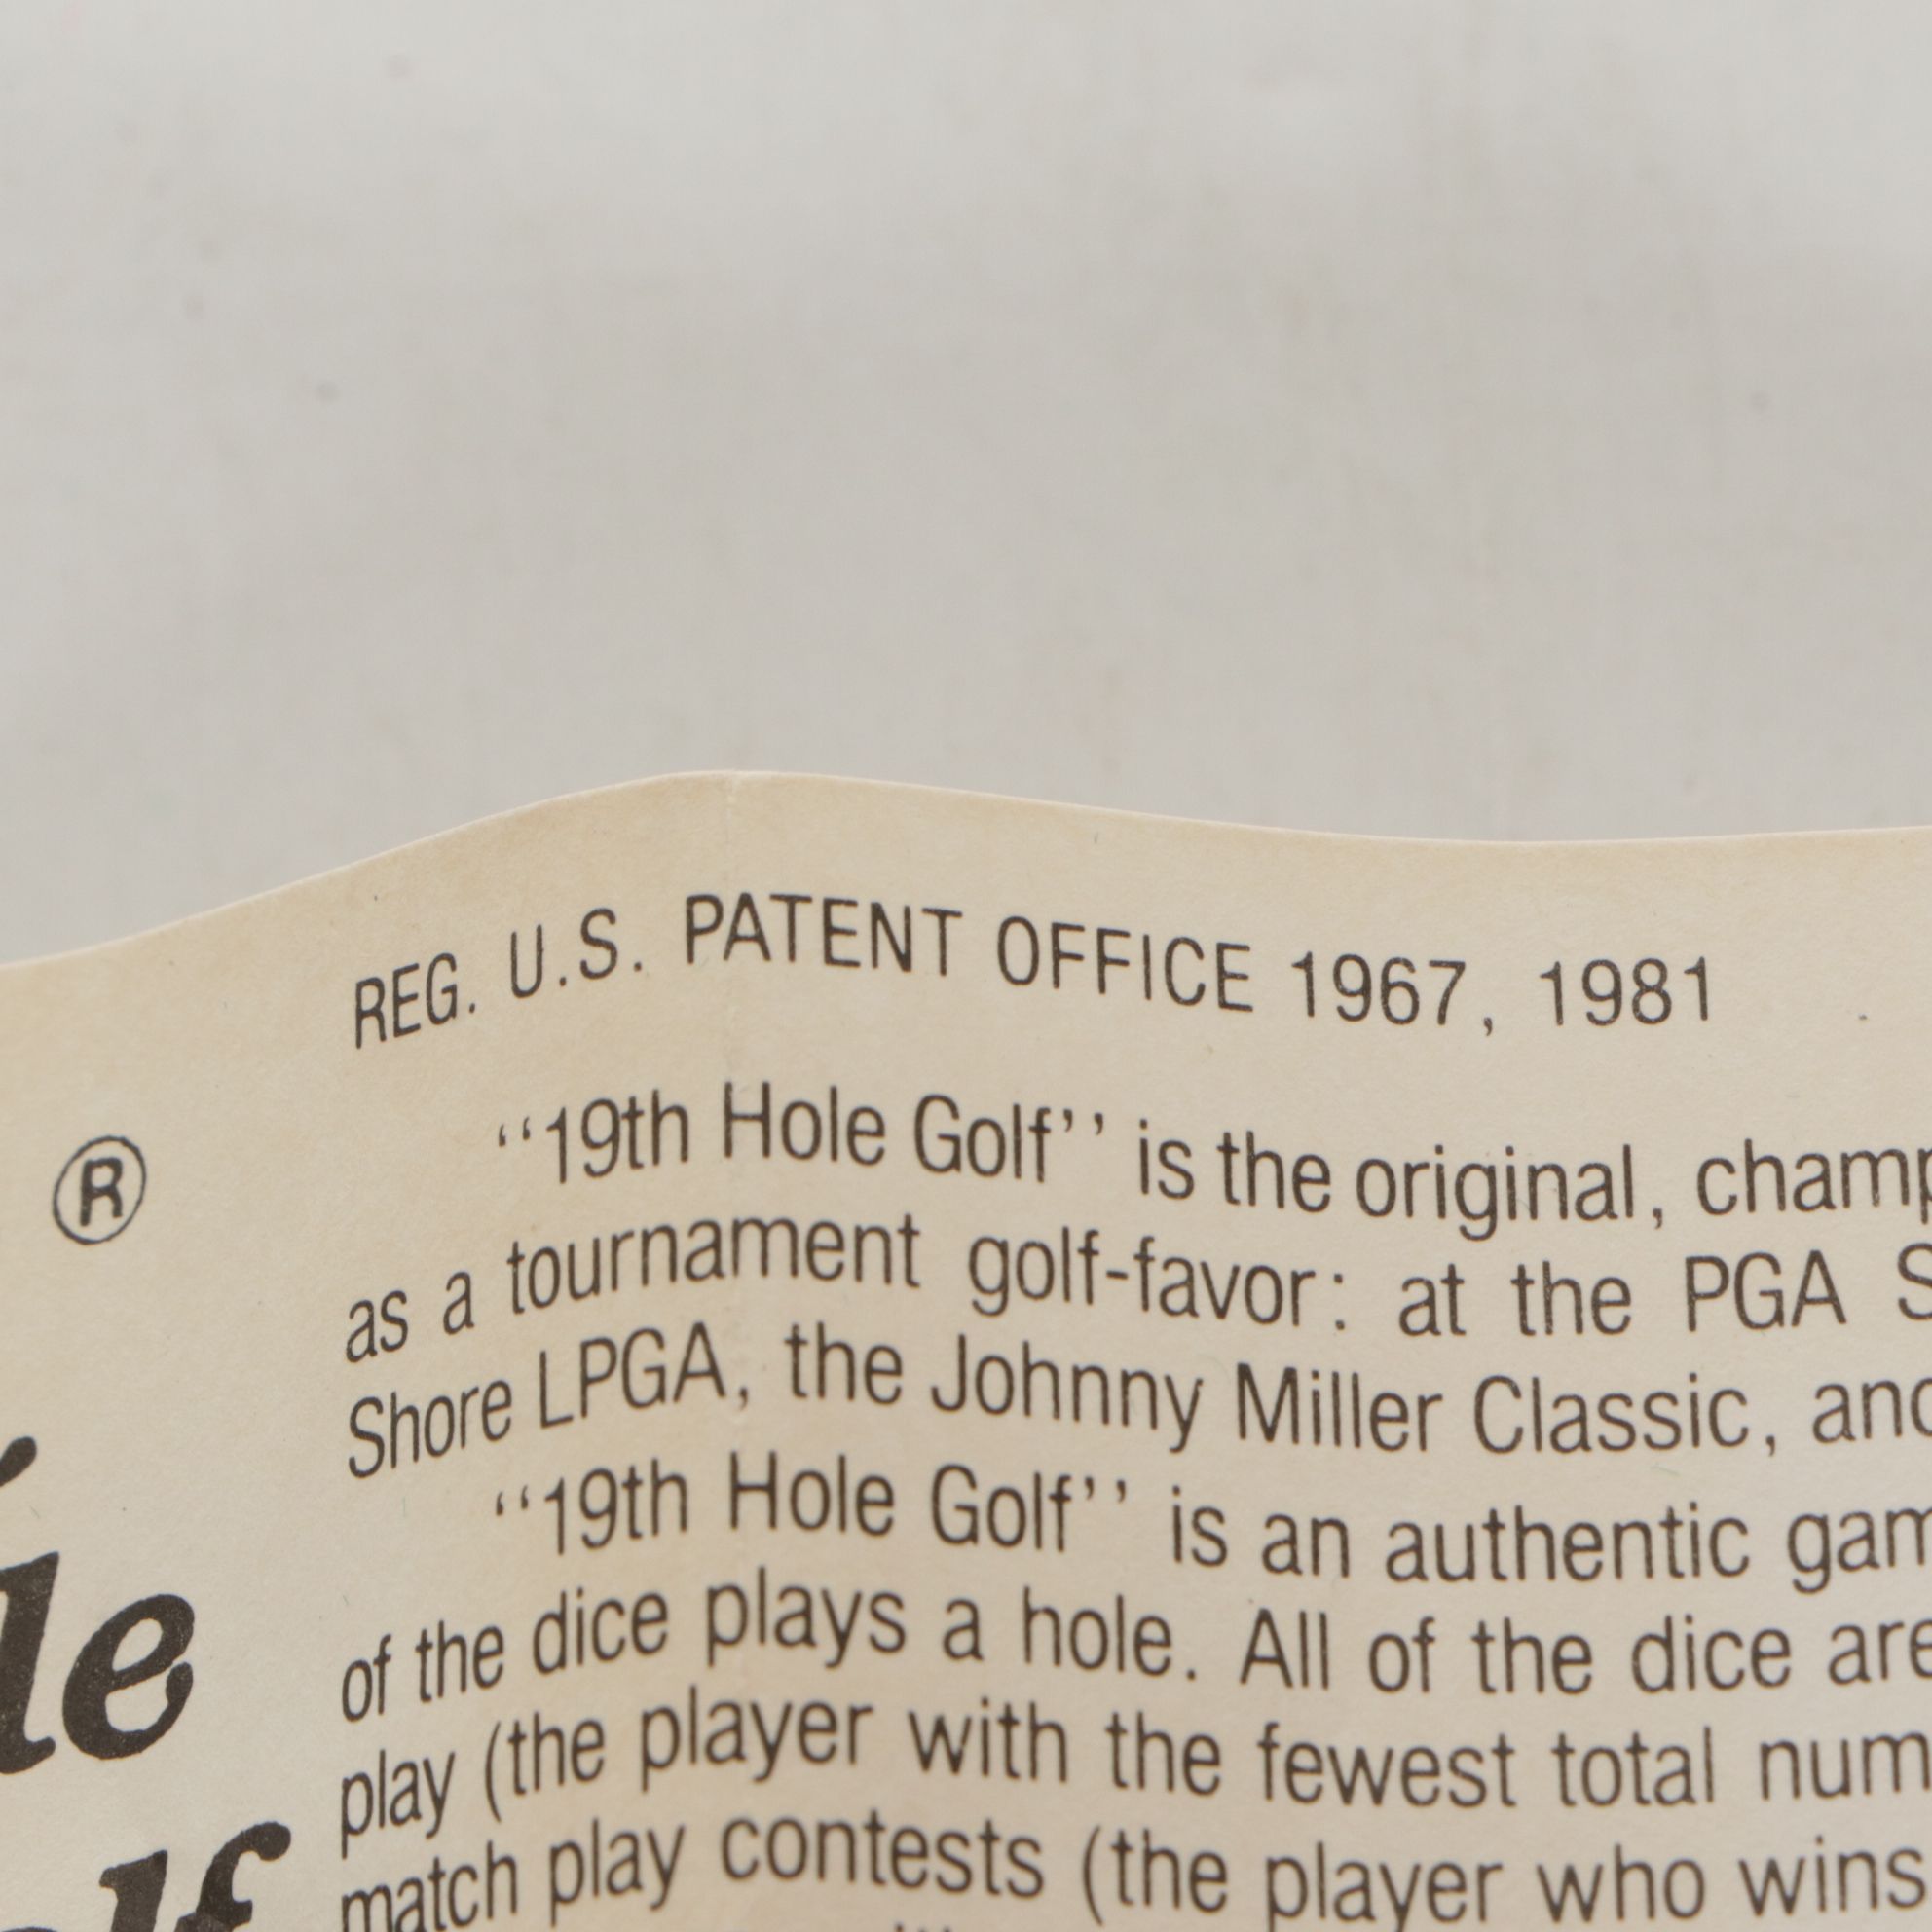 REG. U.S. PATENT OFFICE 1967, 1981
®
‘‘19th Hole Golf’’ is the original, champ
as a tournament golf-favor: at the PGA S
Shore LPGA, the Johnny Miller Classic, and
‘‘19th Hole Golf’’ is an authentic gam
of the dice plays a hole. All of the dice are
play (the player with the fewest total num
match play contests (the player who wins
le
lf